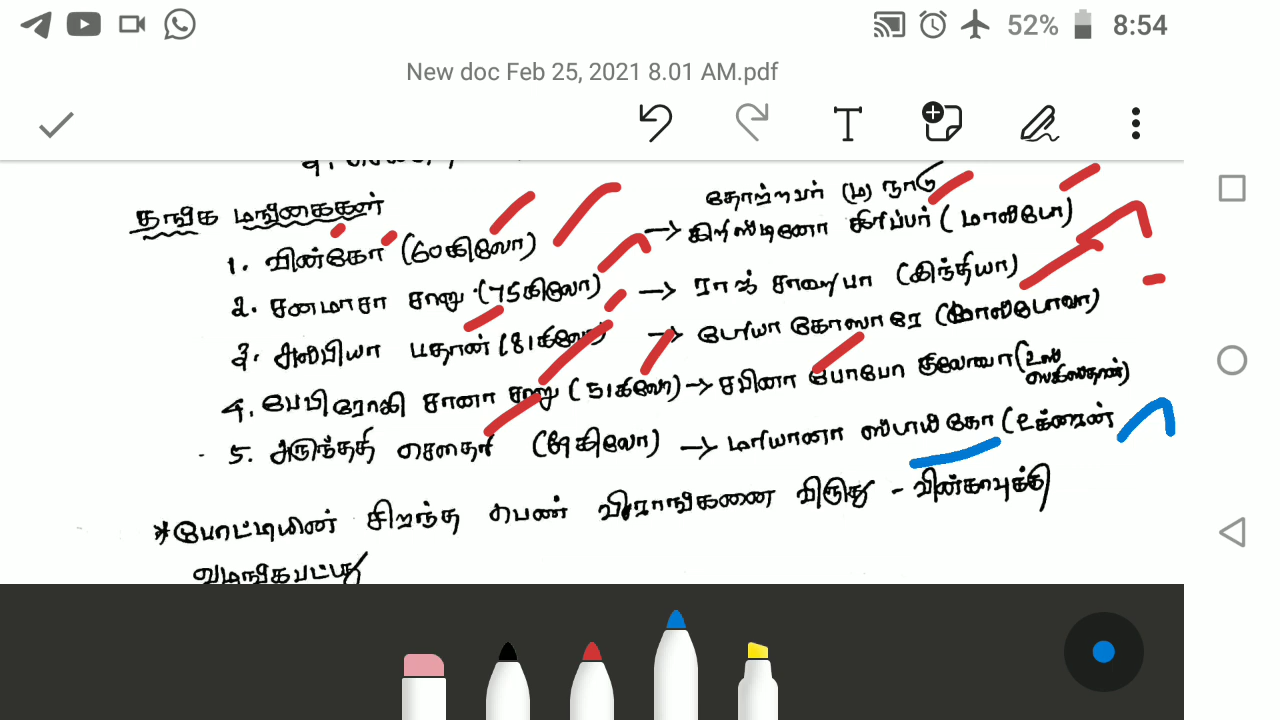 52% 8:54
New doc Feb 25, 2021 8.01 AM.pdf
T
தங்க மங்கைகள்
தோற்றவர் (ம) நாடு
1. வின்கோ (60கிலோ) → கிறிஸ்டினோ கிரிப்பர் (மால்டோ)
2. சனமாசா சானு (75கிலோ) → ராஜ் சாஹிபா (இந்தியா)
3. அல்பியா பதான் (81கிலோ) → டேரியா கோஸாரே (மால்டோவா)
4. பேபிரோகி சானா சானு (51கிலோ) → சபினா போபோ குலோவா (உஸ்பெகிஸ்தான்)
5. அருந்ததி சௌதரி (69கிலோ) → மரியானா ஸ்டாய்கோ (உக்ரைன்
*போட்டியின் சிறந்த பெண் வீராங்கனை விருது - வின்காவுக்கு
வழங்கபட்டது